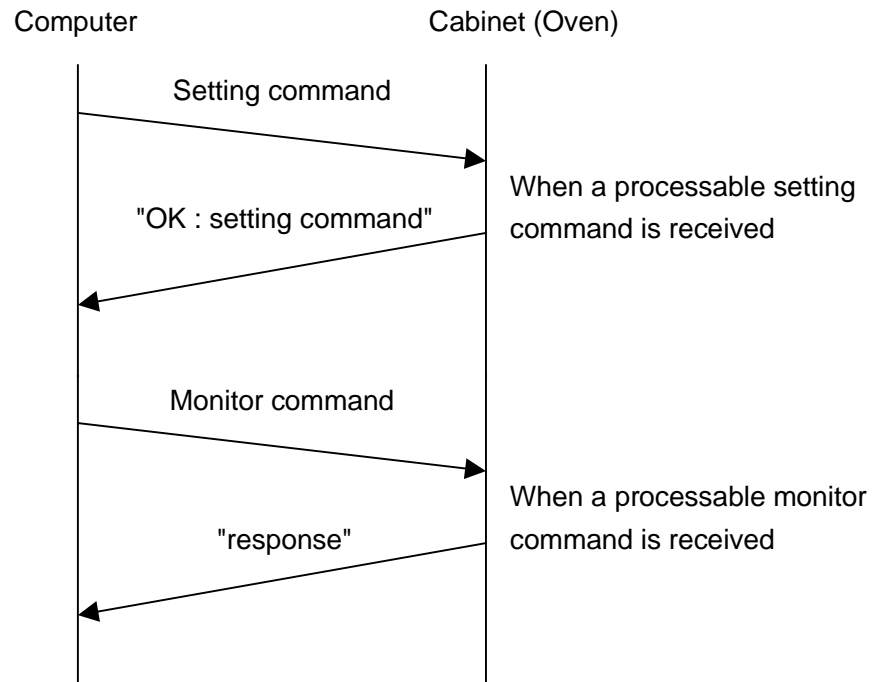 Computer
Cabinet (Oven)
Setting command
When a processable setting
"OK : setting command"
command is received
Monitor command
When a processable monitor
"response"
command is received